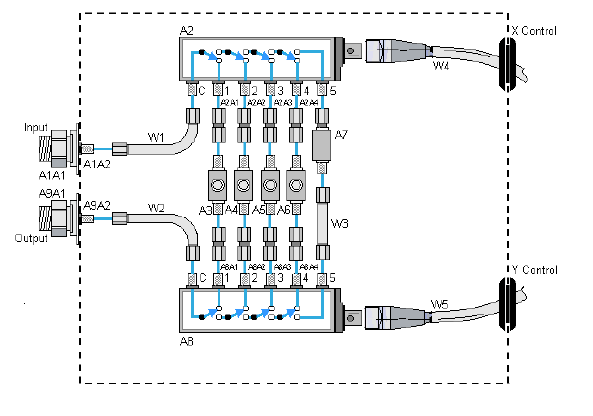 A2
X Control
W4
C 1 2 3 4 5
A2A1 A2A2 A2A3 A2A4
Input
W1
A7
A1A1
A1A2
A9A1
A9A2
W2
A3 A4 A5 A6
W3
Output
A8A1 A8A2 A8A3 A8A4
C 1 2 3 4 5
Y Control
W5
A8